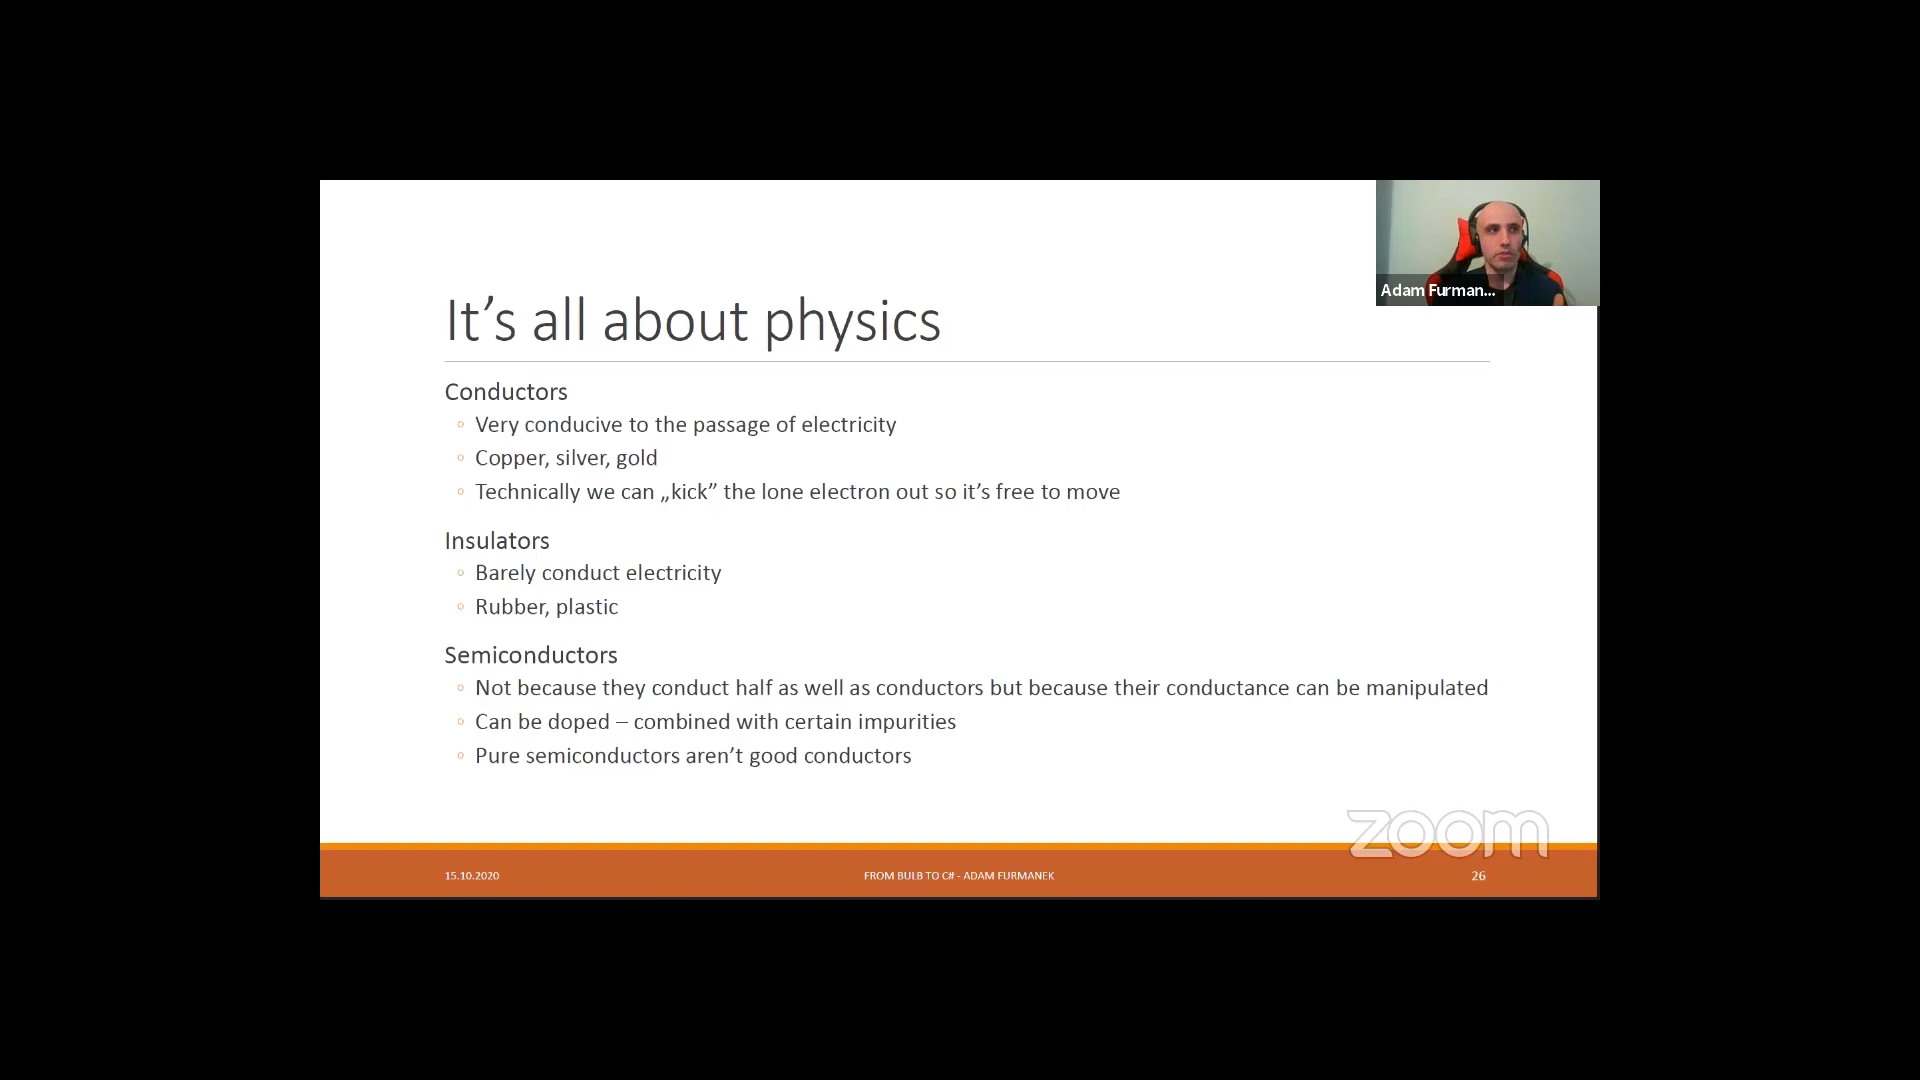 Adam Furman...
It’s all about physics
Conductors
◦ Very conducive to the passage of electricity
◦ Copper, silver, gold
◦ Technically we can „kick” the lone electron out so it’s free to move
Insulators
◦ Barely conduct electricity
◦ Rubber, plastic
Semiconductors
◦ Not because they conduct half as well as conductors but because their conductance can be manipulated
◦ Can be doped – combined with certain impurities
◦ Pure semiconductors aren’t good conductors
zoom
15.10.2020
FROM BULB TO C# - ADAM FURMANEK
26